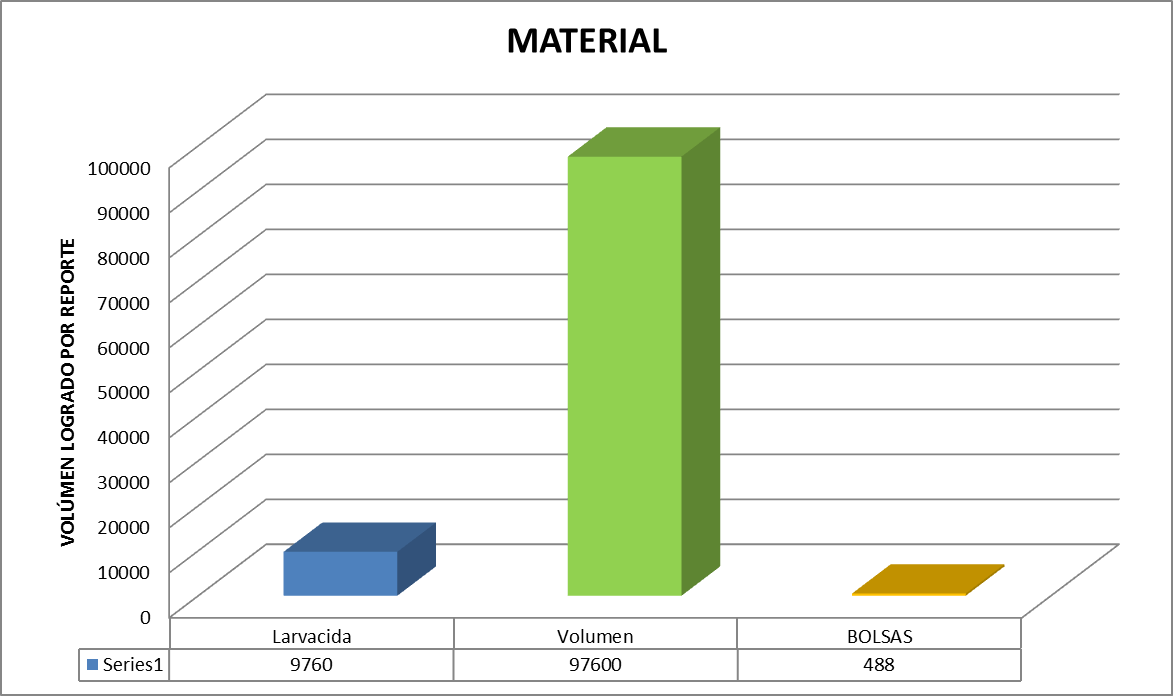 MATERIAL
VOLÚMEN LOGRADO POR REPORTE
100000
90000
80000
70000
60000
50000
40000
30000
20000
10000
0
Larvacida Volumen BOLSAS
Series1 9760 97600 488